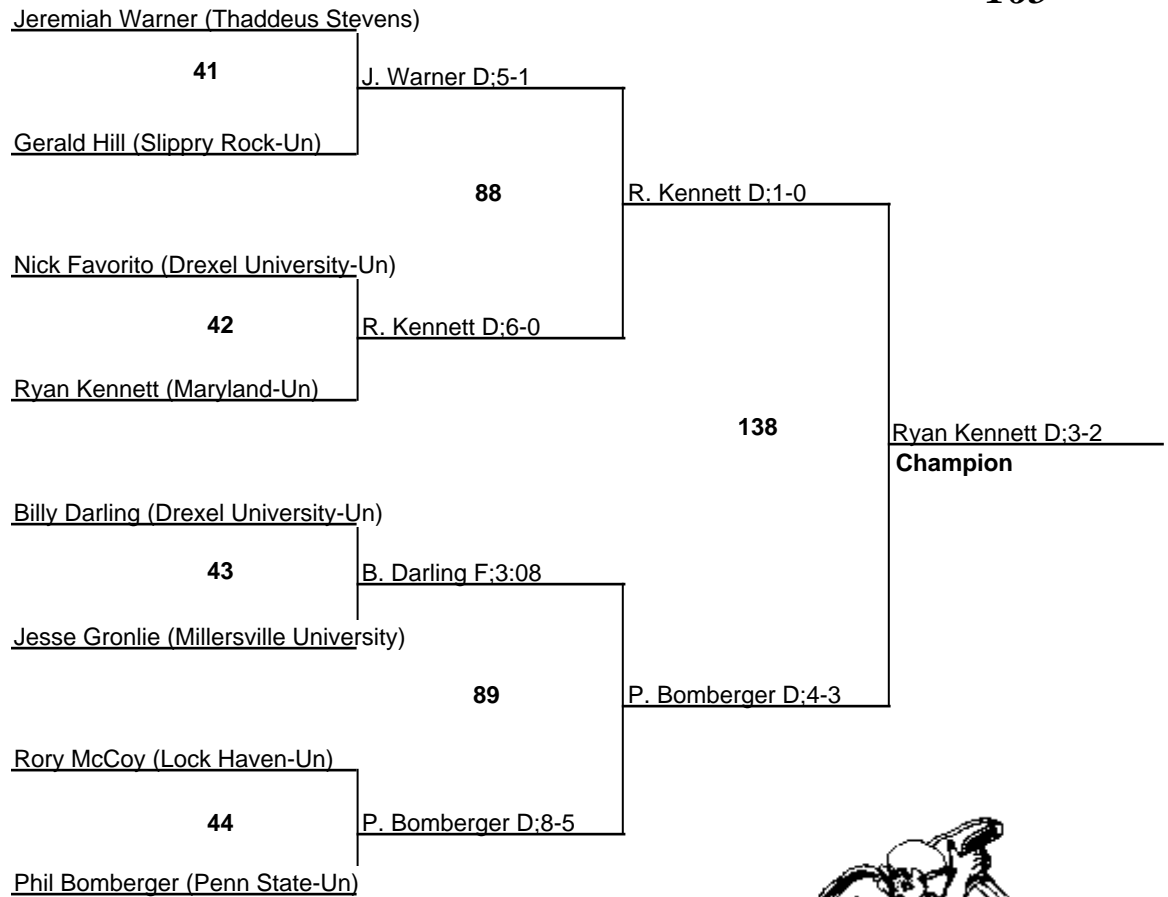 Jeremiah Warner (Thaddeus Stevens)
41
J. Warner D;5-1
Gerald Hill (Slippry Rock-Un)
88
R. Kennett D;1-0
Nick Favorito (Drexel University-Un)
42
R. Kennett D;6-0
Ryan Kennett (Maryland-Un)
138
Ryan Kennett D;3-2
Champion
Billy Darling (Drexel University-Un)
43
B. Darling F;3:08
Jesse Gronlie (Millersville University)
89
P. Bomberger D;4-3
Rory McCoy (Lock Haven-Un)
44
P. Bomberger D;8-5
Phil Bomberger (Penn State-Un)